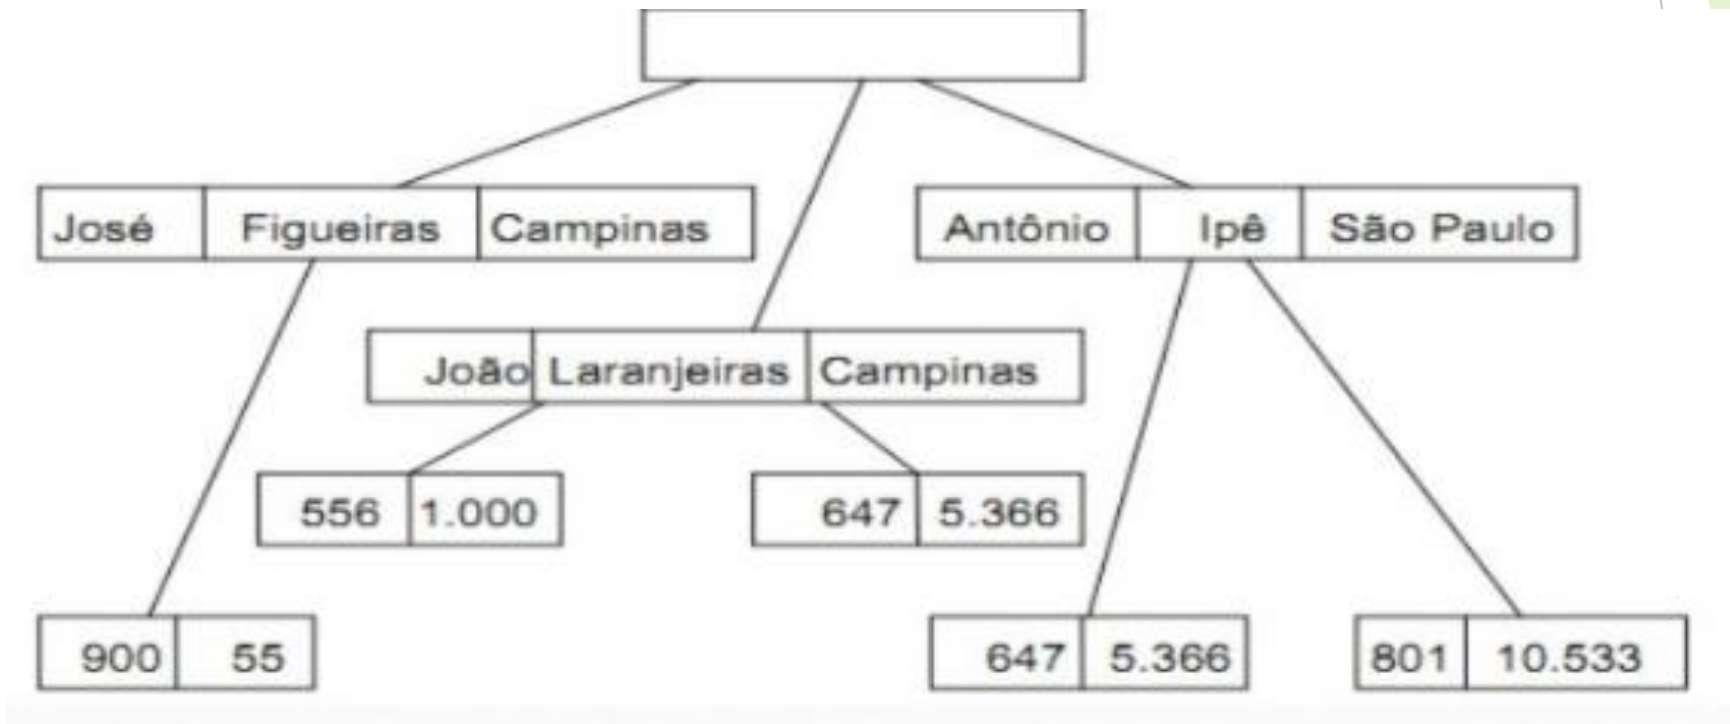 José Figueiras Campinas
Antônio Ipê São Paulo
João Laranjeiras Campinas
556 1.000
647 5.366
900 55
647 5.366
801 10.533